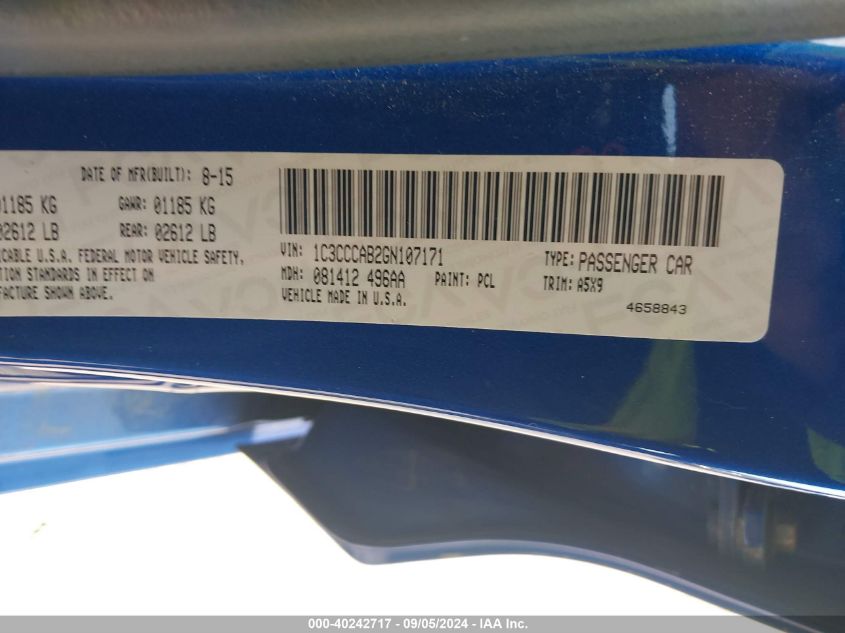 DATE OF MFR(BUILT): 8-15
01185 KG GAWR: 01185 KG
02612 LB REAR: 02612 LB
ICABLE U.S.A. FEDERAL MOTOR VEHICLE SAFETY,
ION STANDARDS IN EFFECT ON
FACTURE SHOWN ABOVE.
VIN: 1C3CCCAB2GN107171 TYPE: PASSENGER CAR
MDH: 081412 496AA PAINT: PCL TRIM: A5X9
VEHICLE MADE IN U.S.A.
4658843
000-40242717 - 09/05/2024 - IAA Inc.